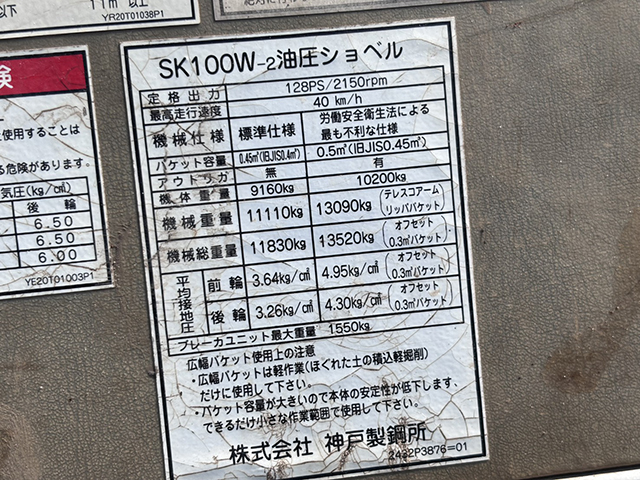 以下
11m 以上
YR20T01038P1
険
使用することは
る危険があります。
気圧(kg/c㎡)
後輪
6.50
6.50
6.00
YE20T01003P1
SK100W-2油圧ショベル
定格出力 128PS/2150rpm
最高走行速度 40 km/h
機械仕様 標準仕様 労働安全衛生法による
最も不利な仕様
バケット容量 0.45㎥(旧JIS0.4㎥) 0.5㎥(旧JIS0.45㎥)
アウトリガ 無 有
機体重量 9160kg 10200kg
機械重量 11110kg 13090kg (テレスコアーム
リッパバケット)
機械総重量 11830kg 13520kg (オフセット
0.3㎥バケット)
平均接地圧 前輪 3.64kg/c㎡ 4.95kg/c㎡ (オフセット
0.3㎥バケット)
後輪 3.26kg/c㎡ 4.30kg/c㎡ (オフセット
0.3㎥バケット)
ブレーカユニット最大重量 1550kg
広幅バケット使用上の注意
・広幅バケットは軽作業(ほぐれた土の積込軽掘削)
だけに使用して下さい。
・バケット容量が大きいので本体の安定性が低下します、
できるだけ小さな作業範囲で使用して下さい。
株式会社 神戸製鋼所
2432P3876=01